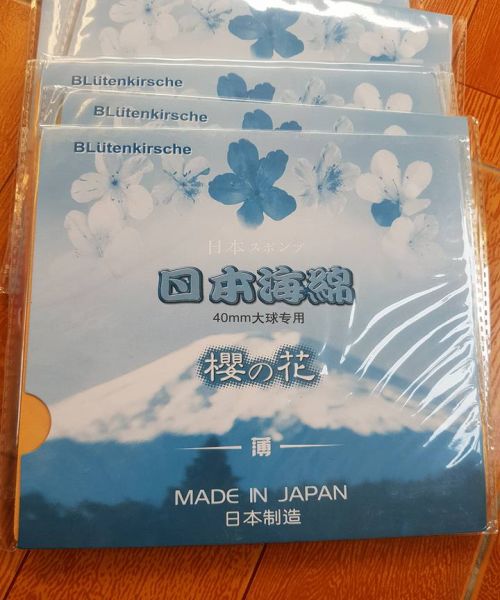 BLütenkirsche
BLütenkirsche
BLütenkirsche
日本スポンプ
日本海綿
40mm大球专用
櫻の花
薄
MADE IN JAPAN
日本制造